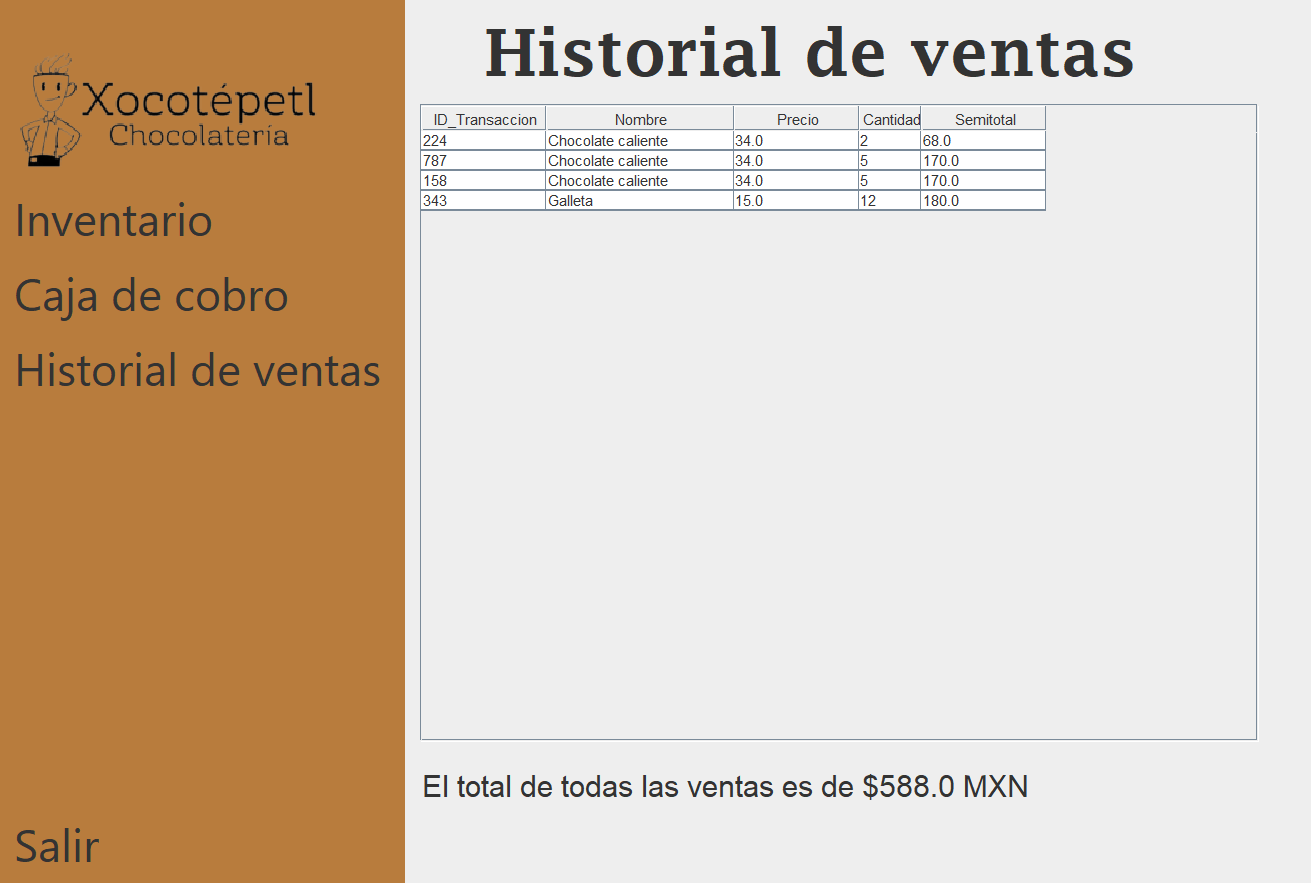 Xocotépetl
Chocolatería
Inventario
Caja de cobro
Historial de ventas
Salir
Historial de ventas
ID_Transaccion Nombre Precio Cantidad Semitotal
224 Chocolate caliente 34.0 2 68.0
787 Chocolate caliente 34.0 5 170.0
158 Chocolate caliente 34.0 5 170.0
343 Galleta 15.0 12 180.0
El total de todas las ventas es de $588.0 MXN